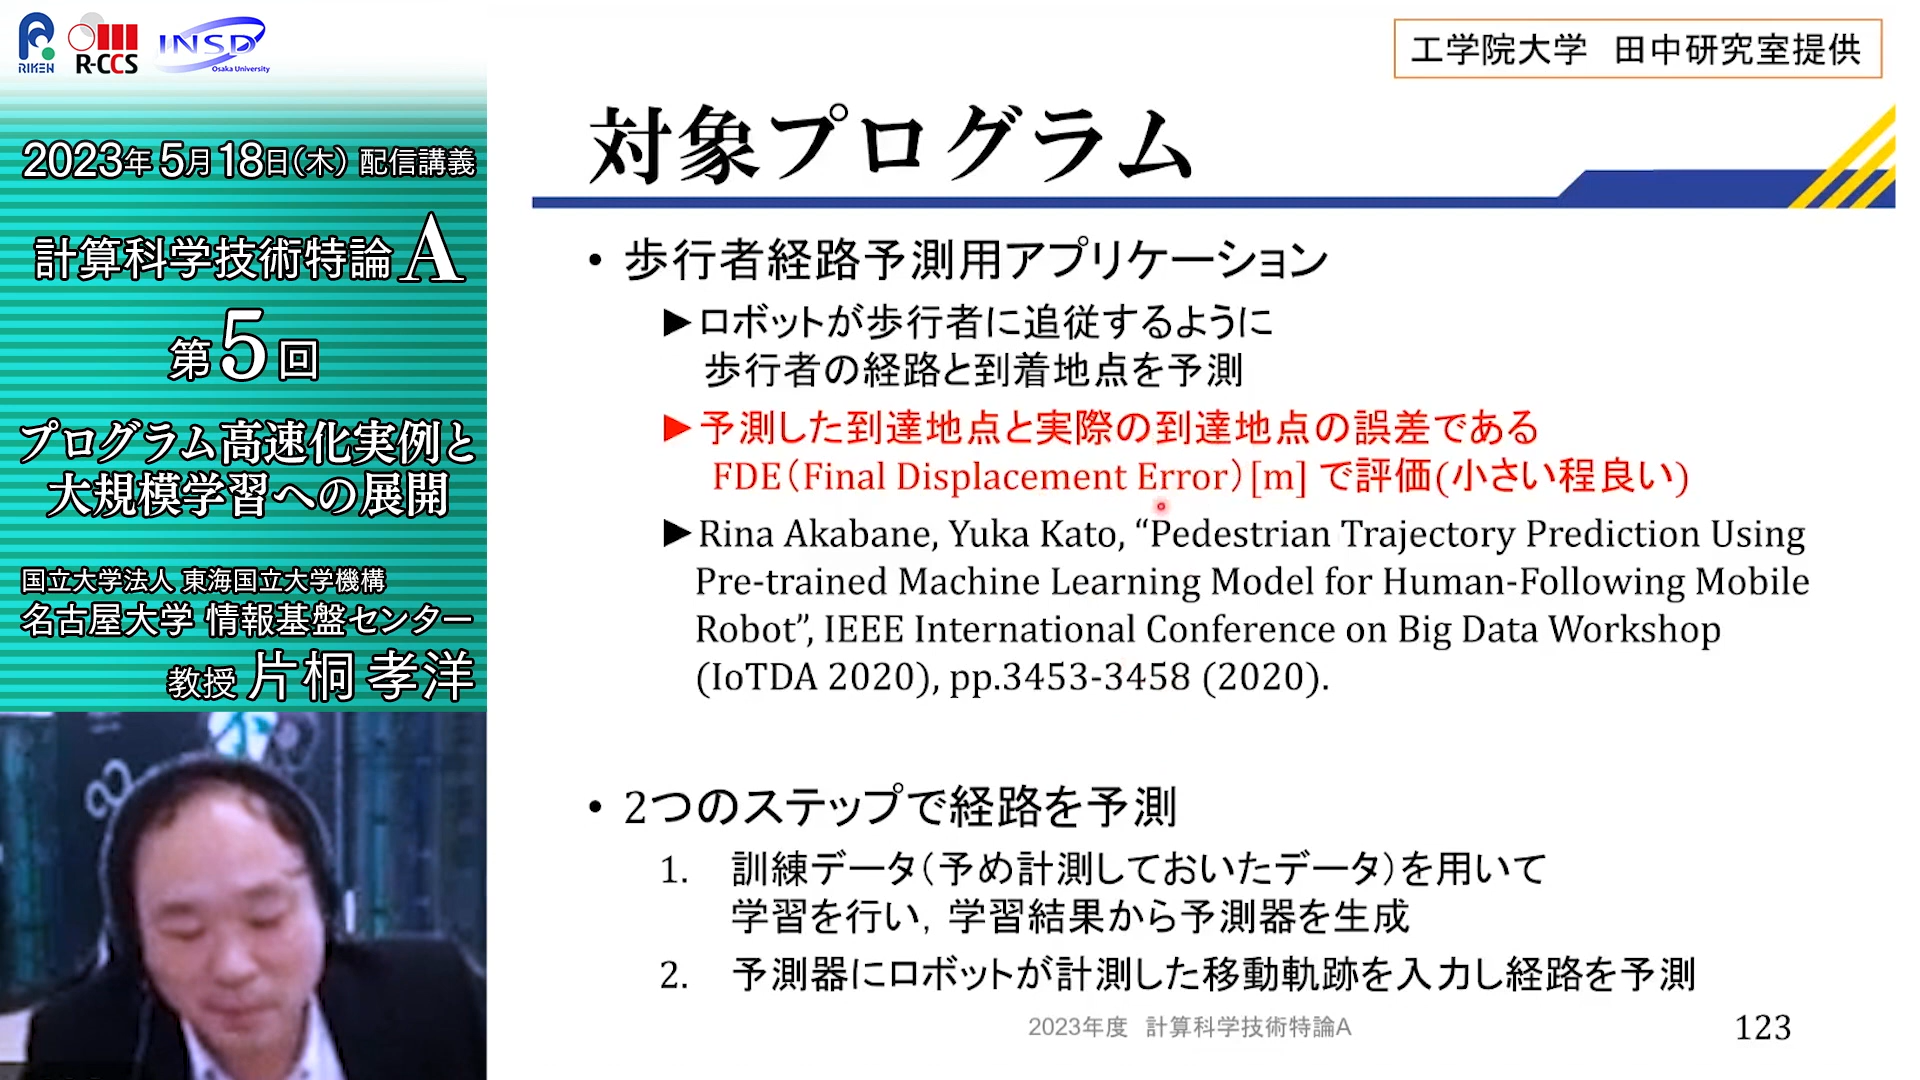 RIKEN
R-CCS
INSD
Osaka University
2023年5月18日(木) 配信講義
計算科学技術特論A
第5回
プログラム高速化実例と
大規模学習への展開
国立大学法人 東海国立大学機構
名古屋大学 情報基盤センター
教授 片桐 孝洋
工学院大学　田中研究室提供
対象プログラム
• 歩行者経路予測用アプリケーション
▶ロボットが歩行者に追従するように
歩行者の経路と到着地点を予測
▶予測した到達地点と実際の到達地点の誤差である
FDE（Final Displacement Error）[m] で評価(小さい程良い)
▶Rina Akabane, Yuka Kato, “Pedestrian Trajectory Prediction Using
Pre-trained Machine Learning Model for Human-Following Mobile
Robot”, IEEE International Conference on Big Data Workshop
(IoTDA 2020), pp.3453-3458 (2020).
• 2つのステップで経路を予測
1. 訓練データ（予め計測しておいたデータ）を用いて
学習を行い，学習結果から予測器を生成
2. 予測器にロボットが計測した移動軌跡を入力し経路を予測
2023年度　計算科学技術特論A
123